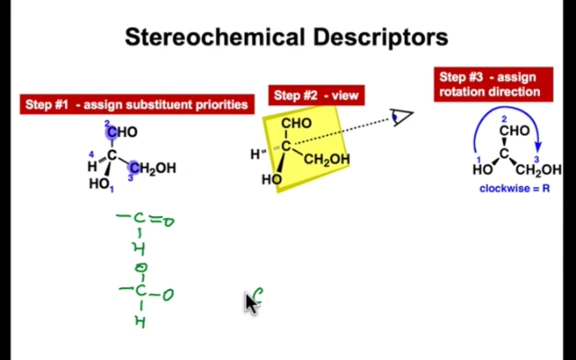 Stereochemical Descriptors
Step #1 - assign substituent priorities
2
CHO
4
C
H
CH₂OH
3
HO
1
Step #2 - view
CHO
H
C
CH₂OH
HO
Step #3 - assign
rotation direction
2
CHO
C
1
3
HO
CH₂OH
clockwise = R
-C=O
H
O
-C-O
H
C